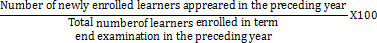 Number of newly enrolled learners appreared in the preceding year
X100
Total numberof learners enrolled in term
end examination in the preceding year